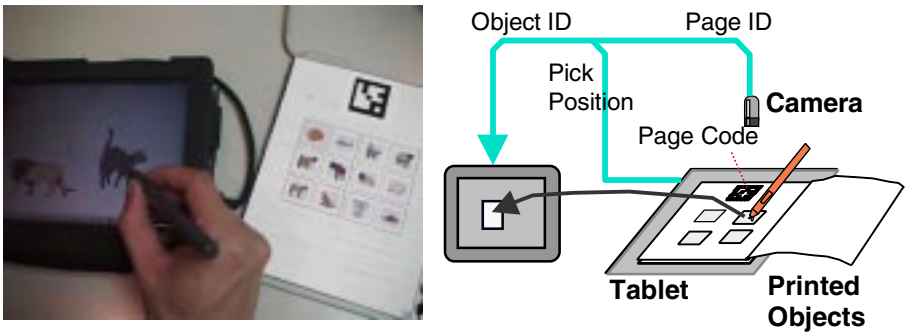 Object ID
Page ID
Pick
Position
Camera
Page Code
Tablet
Printed
Objects